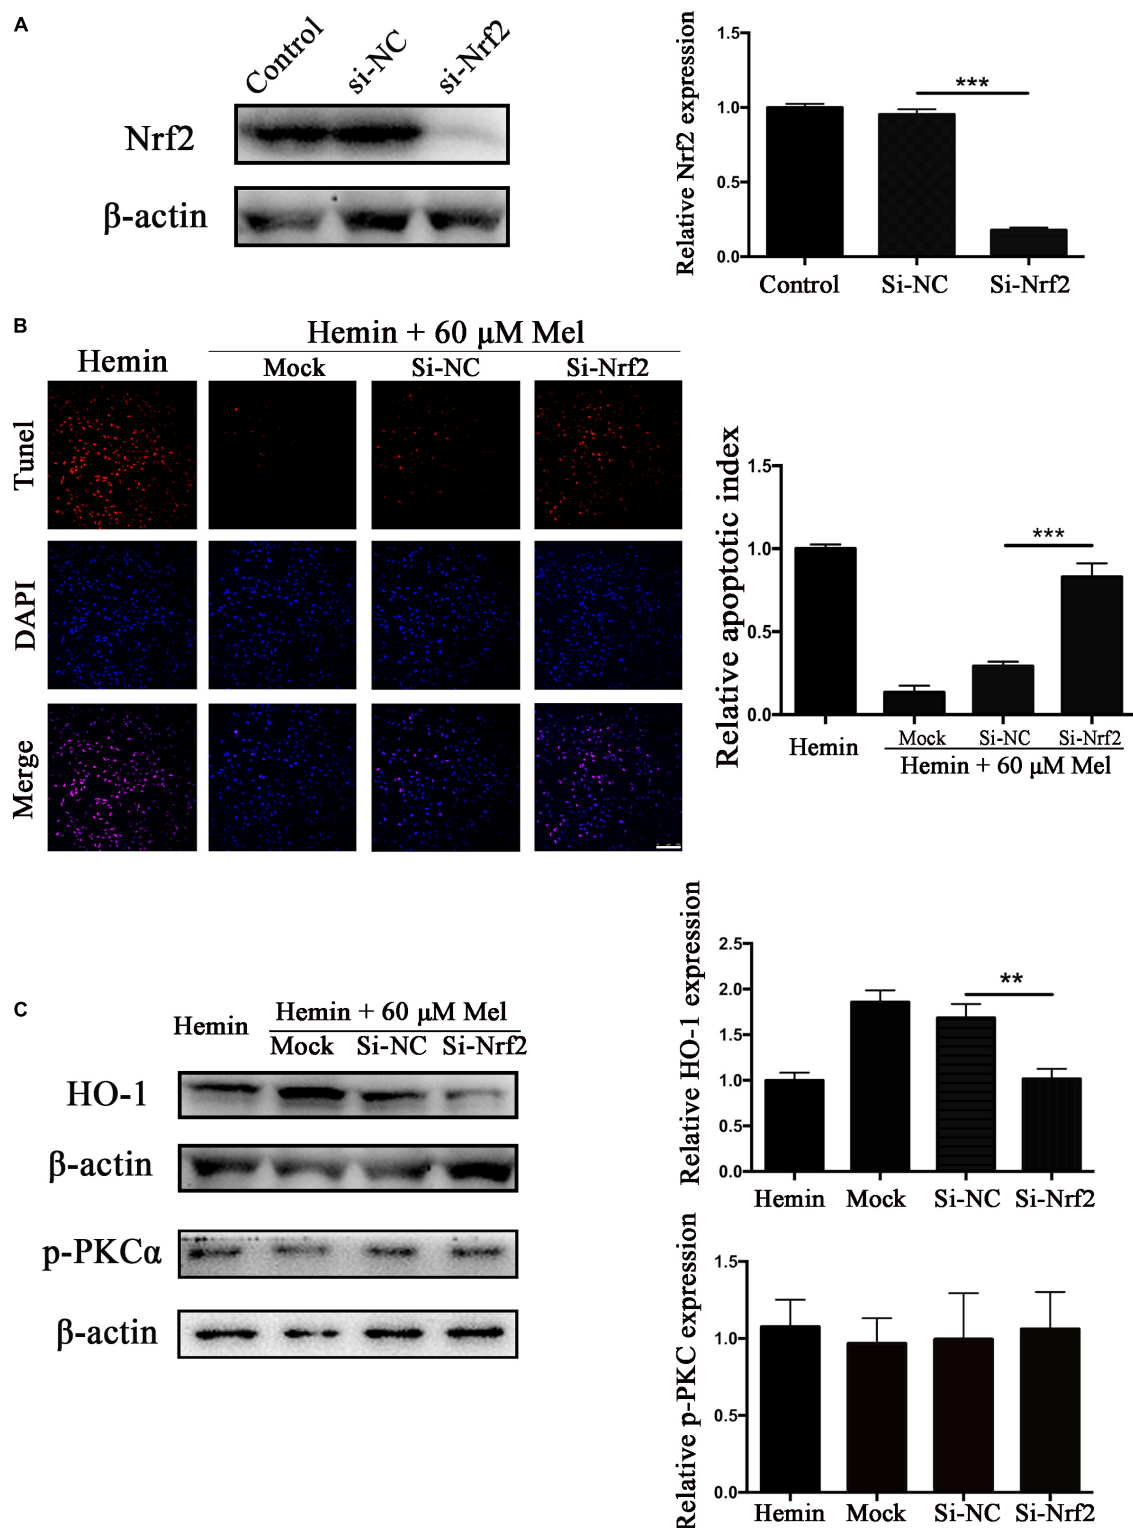 A
Control
si-NC
si-Nrf2
Nrf2
β-actin
Relative Nrf2 expression
1.5
1.0
0.5
0.0
***
Control Si-NC Si-Nrf2
B
Hemin + 60 μM Mel
Hemin
Mock Si-NC Si-Nrf2
Tunel
DAPI
Merge
Relative apoptotic index
1.5
1.0
0.5
0.0
***
Hemin
Mock Si-NC Si-Nrf2
Hemin + 60 μM Mel
C
Hemin
Hemin + 60 μM Mel
Mock Si-NC Si-Nrf2
HO-1
β-actin
p-PKCα
β-actin
Relative HO-1 expression
2.5
2.0
1.5
1.0
0.5
0.0
**
Hemin Mock Si-NC Si-Nrf2
Relative p-PKC expression
1.5
1.0
0.5
0.0
Hemin Mock Si-NC Si-Nrf2